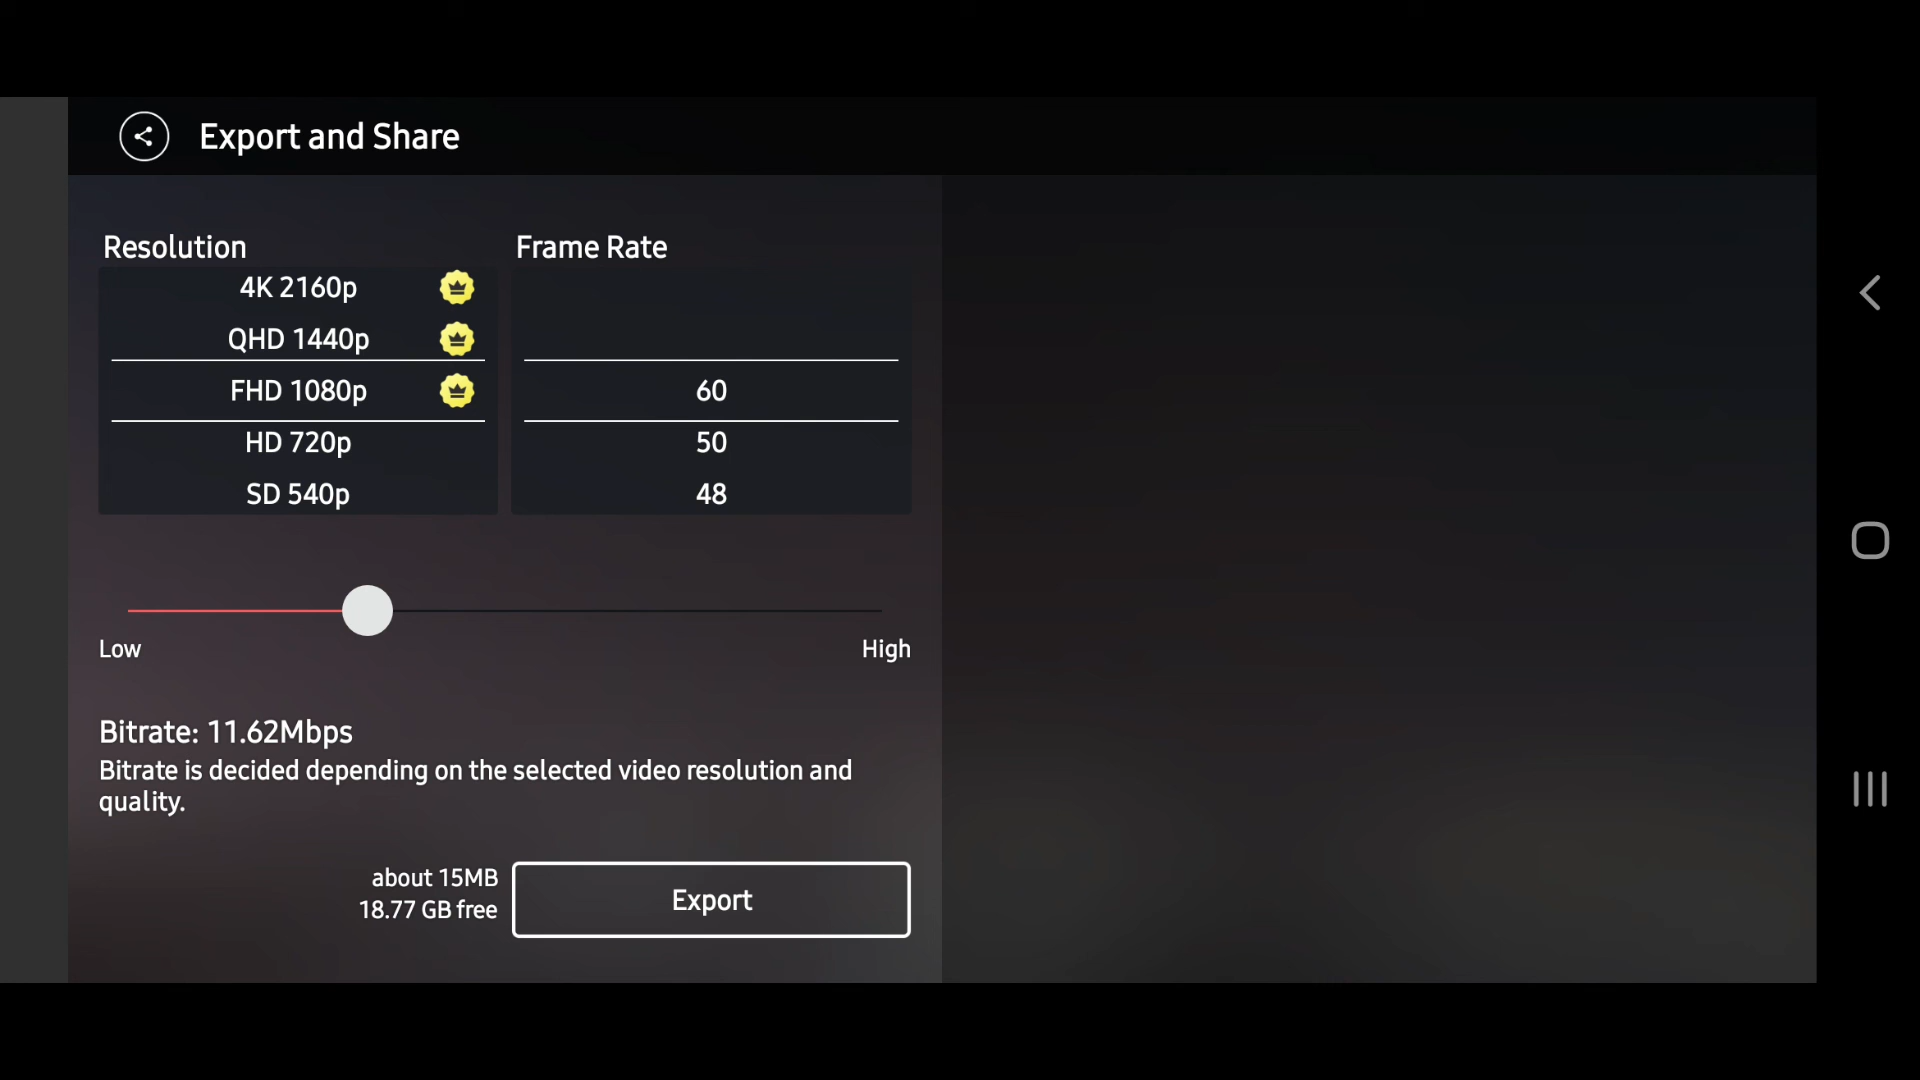 Export and Share
Resolution
Frame Rate
4K 2160p
QHD 1440p
FHD 1080p
HD 720p
SD 540p
60
50
48
Low
High
Bitrate: 11.62Mbps
Bitrate is decided depending on the selected video resolution and
quality.
about 15MB
18.77 GB free
Export